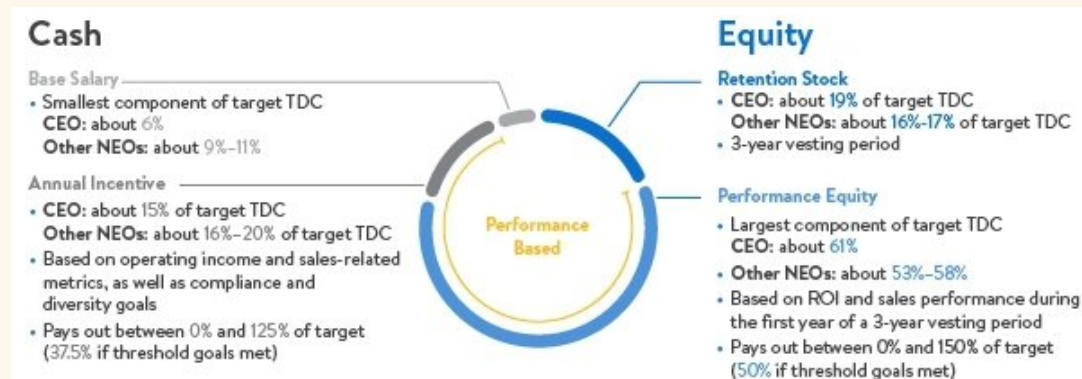 Cash
Base Salary
• Smallest component of target TDC
CEO: about 6%
Other NEOs: about 9%–11%
Annual Incentive
• CEO: about 15% of target TDC
Other NEOs: about 16%–20% of target TDC
• Based on operating income and sales-related
metrics, as well as compliance and
diversity goals
• Pays out between 0% and 125% of target
(37.5% if threshold goals met)
Performance
Based
Equity
Retention Stock
• CEO: about 19% of target TDC
Other NEOs: about 16%-17% of target TDC
• 3-year vesting period
Performance Equity
• Largest component of target TDC
CEO: about 61%
• Other NEOs: about 53%–58%
• Based on ROI and sales performance during
the first year of a 3-year vesting period
• Pays out between 0% and 150% of target
(50% if threshold goals met)